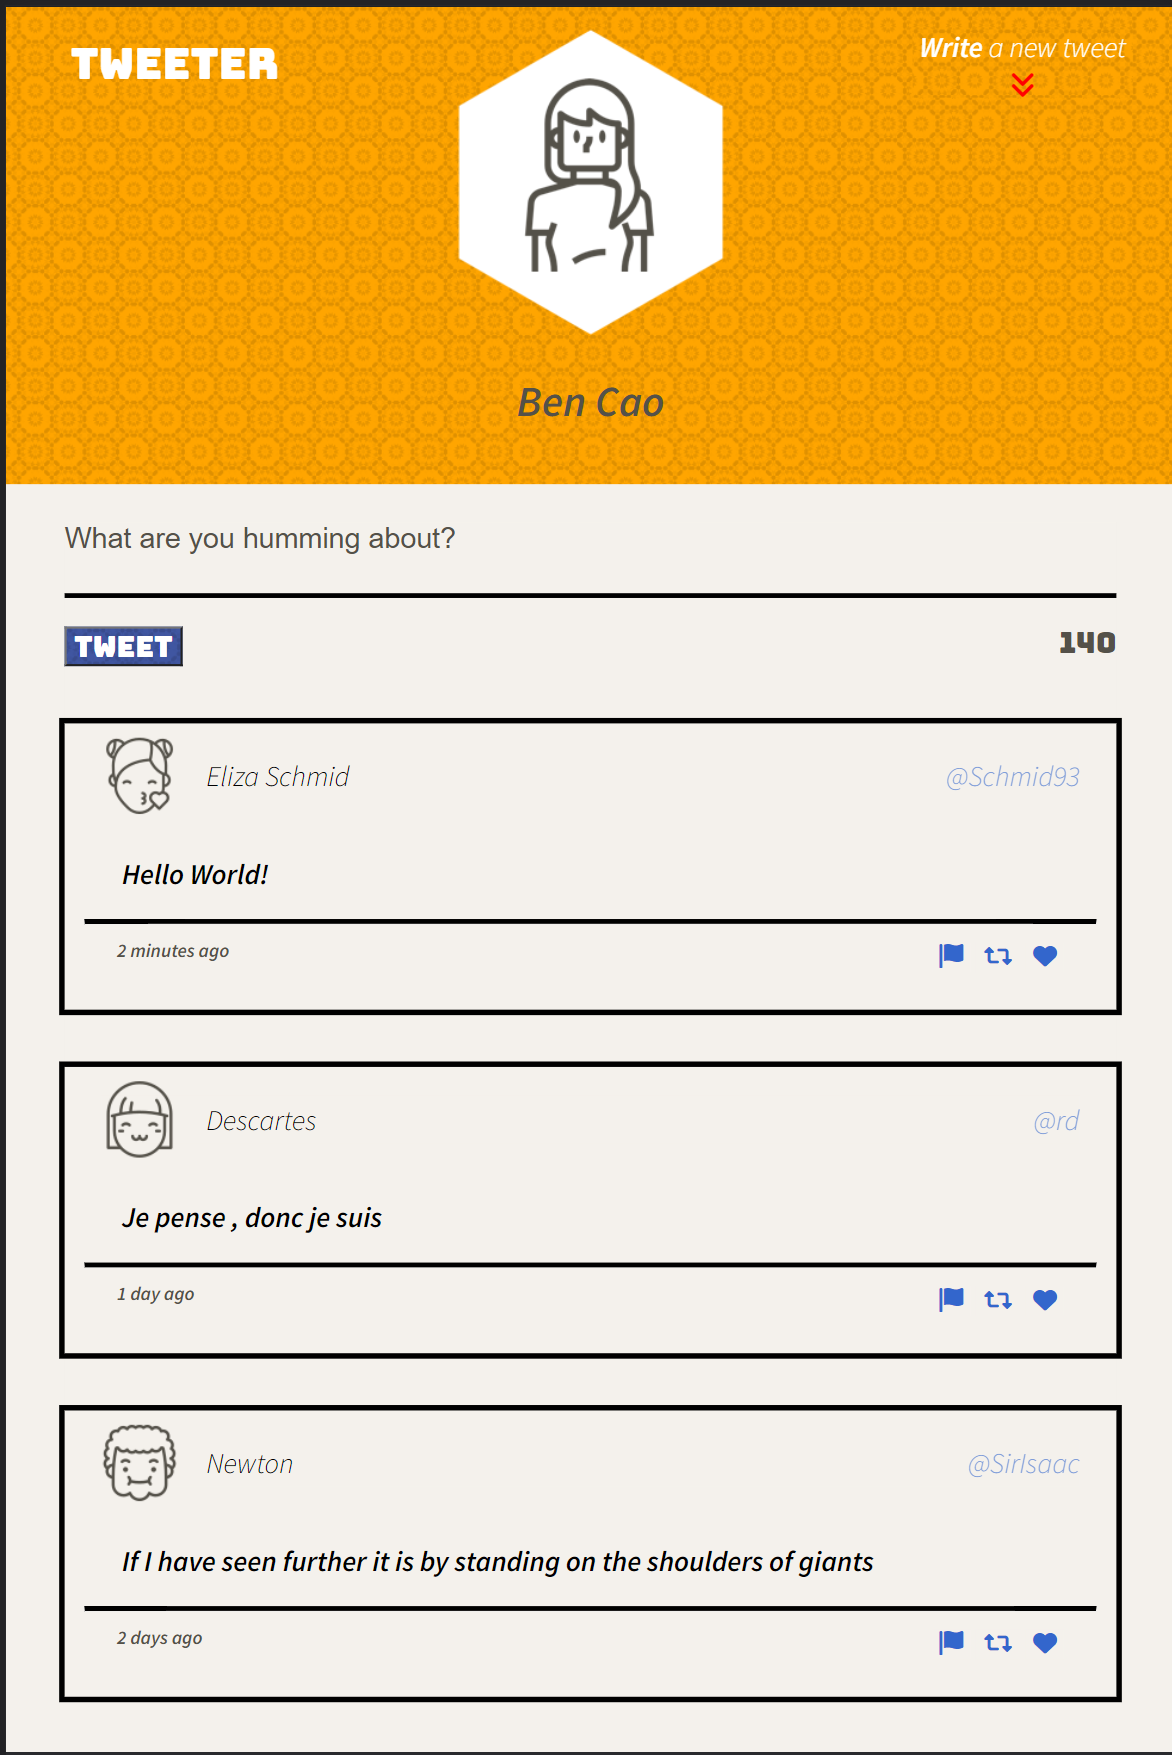 TWEETER
Write a new tweet
Ben Cao
What are you humming about?
TWEET
140
Eliza Schmid
@Schmid93
Hello World!
2 minutes ago
Descartes
@rd
Je pense , donc je suis
1 day ago
Newton
@SirIsaac
If I have seen further it is by standing on the shoulders of giants
2 days ago